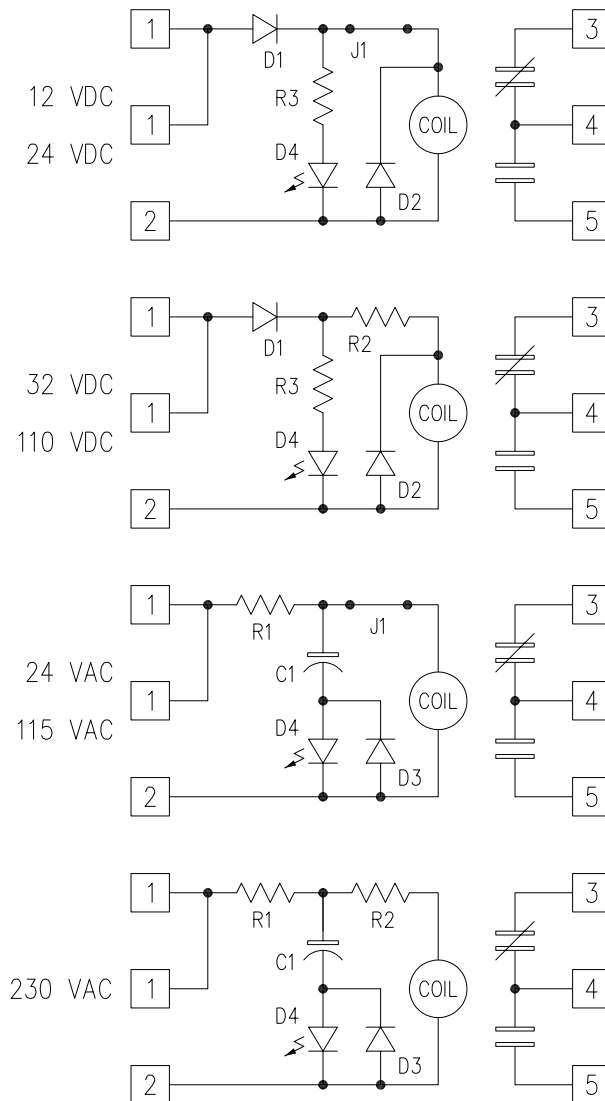 1 D1 J1 3
R3
12 VDC 1 COIL 4
24 VDC D4
D2
2 5
1 D1 R2 3
R3
32 VDC 1 COIL 4
110 VDC D4
D2
2 5
1 R1 J1 3
C1
24 VAC 1 COIL 4
115 VAC D4
D3
2 5
1 R1 R2 3
C1
230 VAC 1 COIL 4
D4
D3
2 5